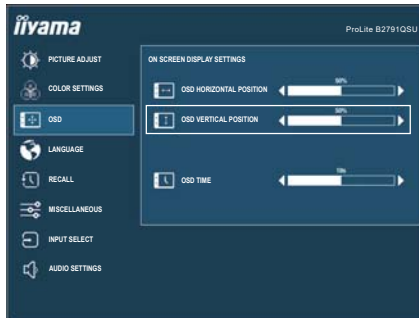 iiyama
ProLite B2791QSU
PICTURE ADJUST
COLOR SETTINGS
OSD
LANGUAGE
RECALL
MISCELLANEOUS
INPUT SELECT
AUDIO SETTINGS
ON SCREEN DISPLAY SETTINGS
OSD HORIZONTAL POSITION
50%
OSD VERTICAL POSITION
50%
OSD TIME